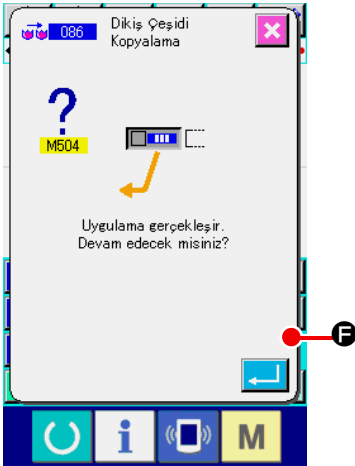 086
Dikiş Çeşidi
Kopyalama
?
M504
Uygulama gerçekleşir.
Devam edecek misiniz?
F
i
M